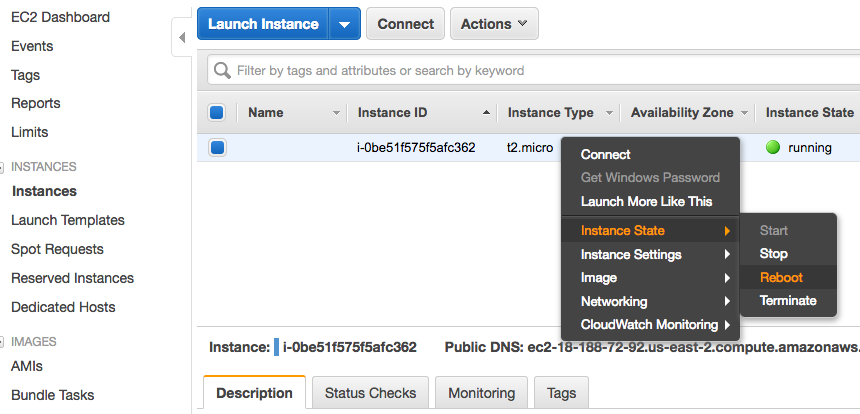 EC2 Dashboard
Events
Tags
Reports
Limits
INSTANCES
Instances
Launch Templates
Spot Requests
Reserved Instances
Dedicated Hosts
IMAGES
AMIs
Bundle Tasks
Launch Instance Connect Actions
Filter by tags and attributes or search by keyword
Name Instance ID Instance Type Availability Zone Instance State
i-0be51f575f5afc362 t2.micro running
Connect
Get Windows Password
Launch More Like This
Instance State
Instance Settings
Image
Networking
CloudWatch Monitoring
Start
Stop
Reboot
Terminate
Instance: i-0be51f575f5afc362 Public DNS: ec2-18-188-72-92.us-east-2.compute.amazonaws.
Description Status Checks Monitoring Tags